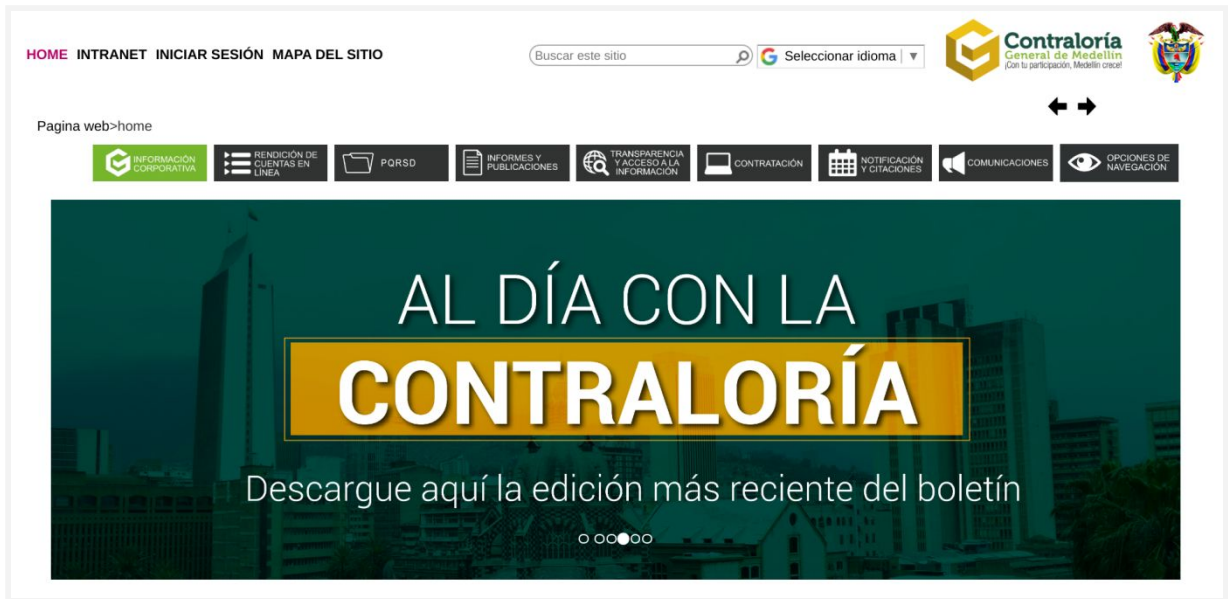 HOME INTRANET INICIAR SESIÓN MAPA DEL SITIO
Buscar este sitio
Seleccionar idioma
Contraloría
General de Medellín
¡Con tu participación, Medellín crece!
Pagina web>home
INFORMACIÓN
CORPORATIVA
RENDICIÓN DE
CUENTAS EN
LÍNEA
PQRSD
INFORMES Y
PUBLICACIONES
TRANSPARENCIA
Y ACCESO A LA
INFORMACIÓN
CONTRATACIÓN
NOTIFICACIÓN
Y CITACIONES
COMUNICACIONES
OPCIONES DE
NAVEGACIÓN
AL DÍA CON LA
CONTRALORÍA
Descargue aquí la edición más reciente del boletín